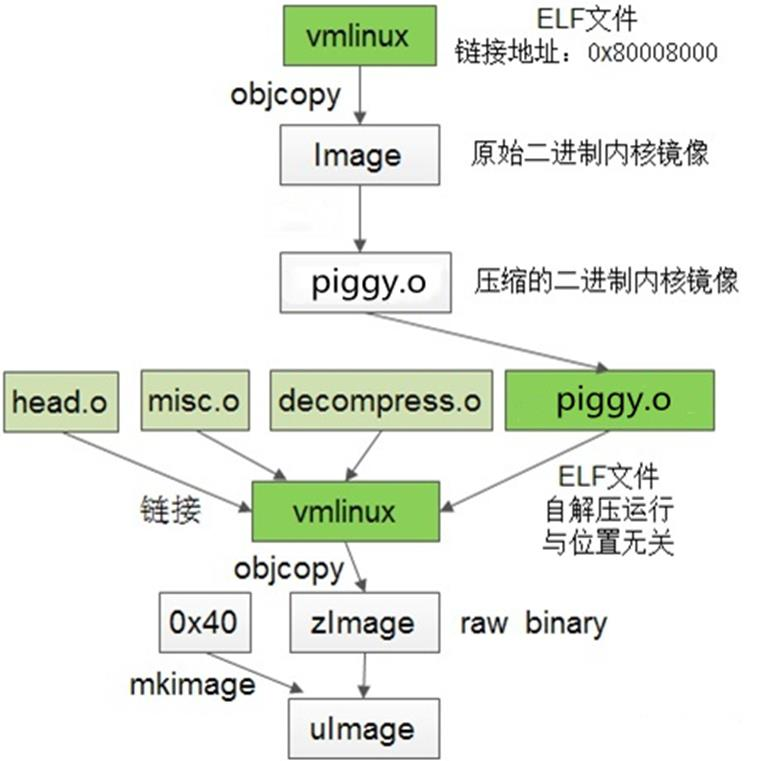 vmlinux
ELF文件
链接地址：0x80008000
objcopy
Image
原始二进制内核镜像
piggy.o
压缩的二进制内核镜像
head.o
misc.o
decompress.o
piggy.o
链接
vmlinux
ELF文件
自解压运行
与位置无关
objcopy
0x40
zImage
raw binary
mkimage
uImage